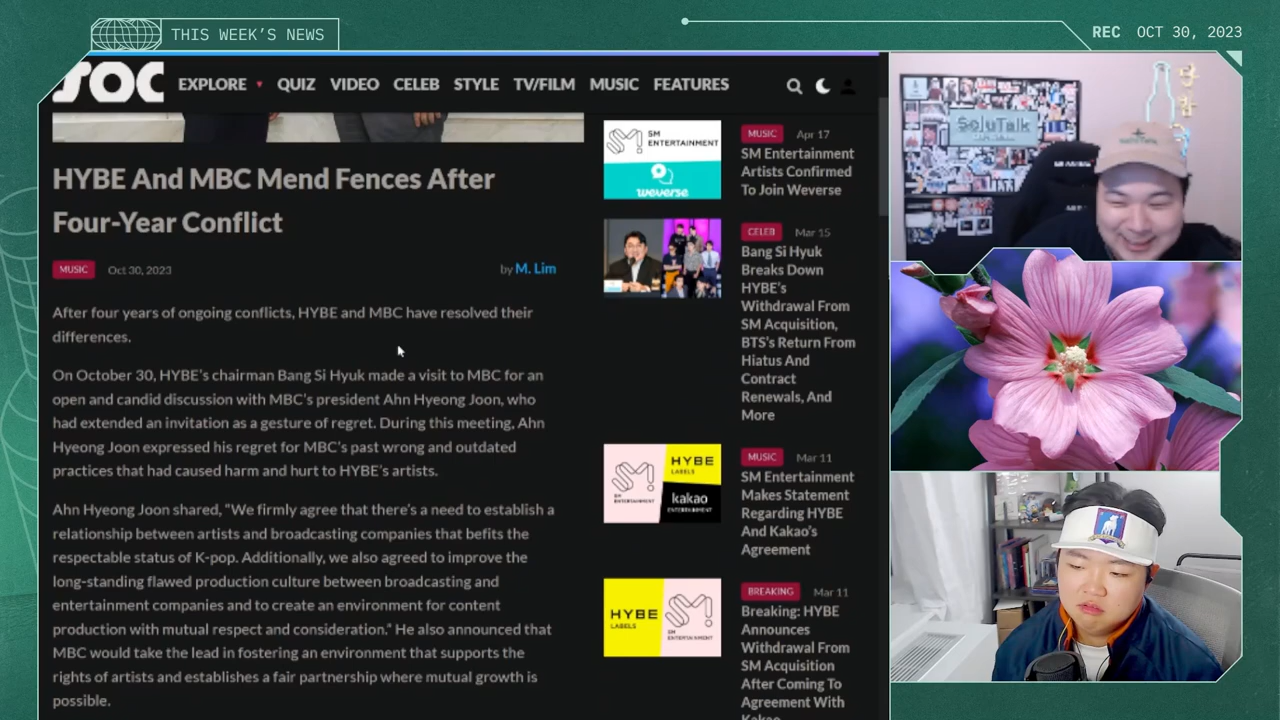 THIS WEEK'S NEWS
REC OCT 30, 2023
SOC
EXPLORE QUIZ VIDEO CELEB STYLE TV/FILM MUSIC FEATURES
HYBE And MBC Mend Fences After
Four-Year Conflict
MUSIC Oct 30, 2023
by M. Lim
After four years of ongoing conflicts, HYBE and MBC have resolved their
differences.
On October 30, HYBE's chairman Bang Si Hyuk made a visit to MBC for an
open and candid discussion with MBC's president Ahn Hyeong Joon, who
had extended an invitation as a gesture of regret. During this meeting, Ahn
Hyeong Joon expressed his regret for MBC's past wrong and outdated
practices that had caused harm and hurt to HYBE's artists.
Ahn Hyeong Joon shared, "We firmly agree that there's a need to establish a
relationship between artists and broadcasting companies that befits the
respectable status of K-pop. Additionally, we also agreed to improve the
long-standing flawed production culture between broadcasting and
entertainment companies and to create an environment for content
production with mutual respect and consideration." He also announced that
MBC would take the lead in fostering an environment that supports the
rights of artists and establishes a fair partnership where mutual growth is
possible.
SM
ENTERTAINMENT
weverse
MUSIC Apr 17
SM Entertainment
Artists Confirmed
To Join Weverse
CELEB Mar 15
Bang Si Hyuk
Breaks Down
HYBE's
Withdrawal From
SM Acquisition,
BTS's Return From
Hiatus And
Contract
Renewals, And
More
SM
ENTERTAINMENT
HYBE
LABELS
kakao
ENTERTAINMENT
MUSIC Mar 11
SM Entertainment
Makes Statement
Regarding HYBE
And Kakao's
Agreement
HYBE
LABELS
SM
ENTERTAINMENT
BREAKING Mar 11
Breaking: HYBE
Announces
Withdrawal From
SM Acquisition
After Coming To
Agreement With
Kakao
SoJuTalk